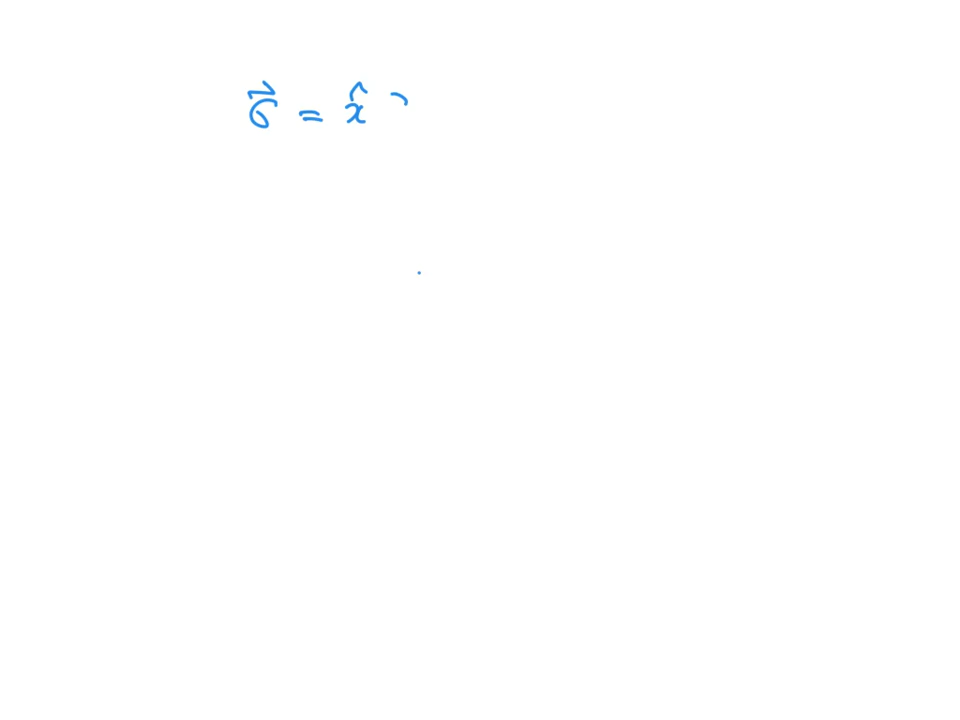 σ⃗ = x̂